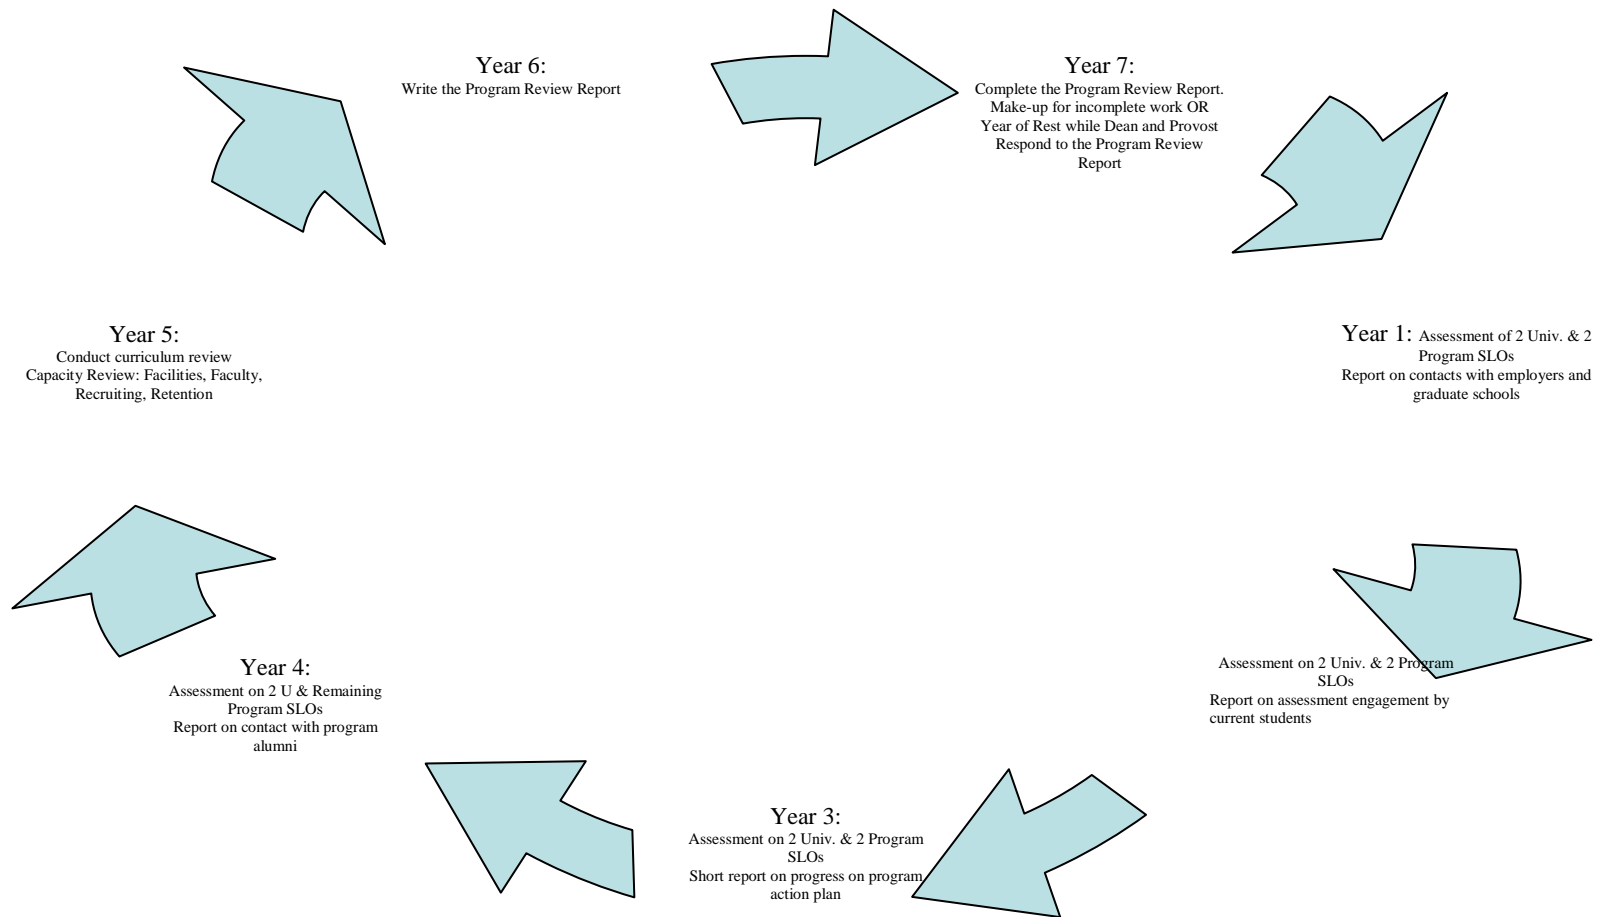 Year 6:
Write the Program Review Report
Year 7:
Complete the Program Review Report.
Make-up for incomplete work OR
Year of Rest while Dean and Provost
Respond to the Program Review
Report
Year 5:
Conduct curriculum review
Capacity Review: Facilities, Faculty,
Recruiting, Retention
Year 1: Assessment of 2 Univ. & 2
Program SLOs
Report on contacts with employers and
graduate schools
Assessment on 2 Univ. & 2 Program
SLOs
Report on assessment engagement by
current students
Year 4:
Assessment on 2 U & Remaining
Program SLOs
Report on contact with program
alumni
Year 3:
Assessment on 2 Univ. & 2 Program
SLOs
Short report on progress on program
action plan